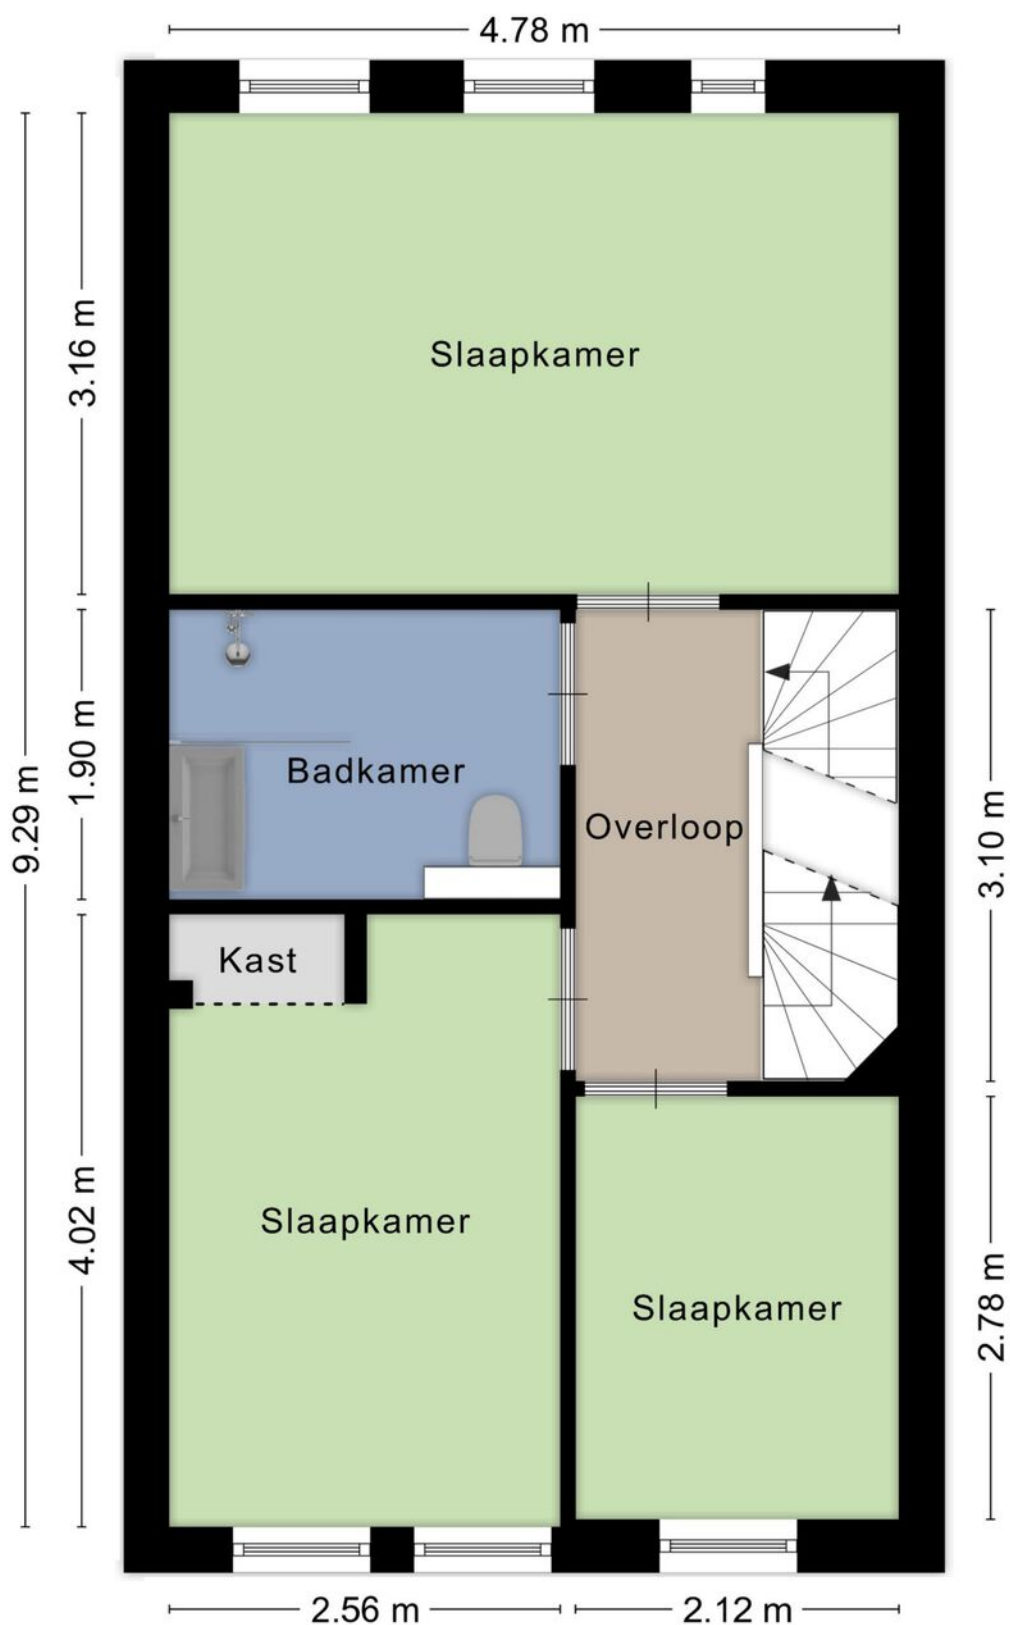 4.78 m
3.16 m
Slaapkamer
9.29 m
1.90 m
Badkamer
Overloop
3.10 m
Kast
4.02 m
Slaapkamer
Slaapkamer
2.78 m
2.56 m
2.12 m